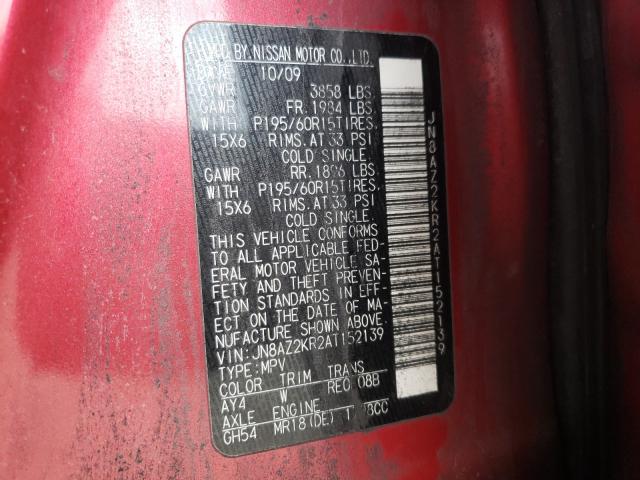 MFD. BY. NISSAN MOTOR CO., LTD.
DATE 10/09
GVWR 3858 LBS.
GAWR FR. 1984 LBS.
WITH P195/60R15TIRES.
15X6 RIMS. AT 33 PSI
COLD SINGLE.
GAWR RR. LBS.
WITH P195/60R15TIRES.
15X6 RIMS. AT 33 PSI
COLD SINGLE.
THIS VEHICLE CONFORMS
TO ALL APPLICABLE FED-
ERAL MOTOR VEHICLE SA-
FETY AND THEFT PREVEN-
TION STANDARDS IN EFF-
ECT ON THE DATE OF MA-
NUFACTURE SHOWN ABOVE.
VIN: JN8AZ2KR2AT152139
TYPE: MPV
COLOR TRIM TRANS
AY4 W 08B
AXLE ENGINE
GH54 MR18(DE)
JN8AZ2KR2AT152139